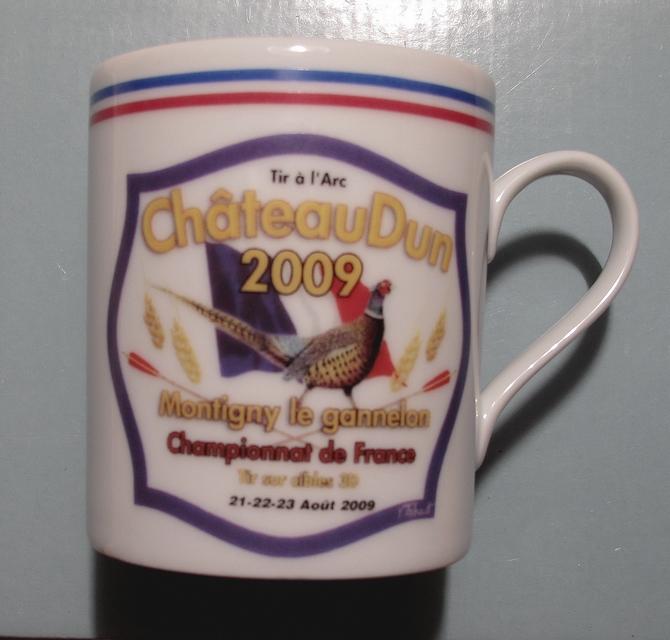 Tir à l'Arc
ChâteauDun
2009
Montigny le gannelon
Championnat de France
Tir sur cibles 3D
21-22-23 Août 2009